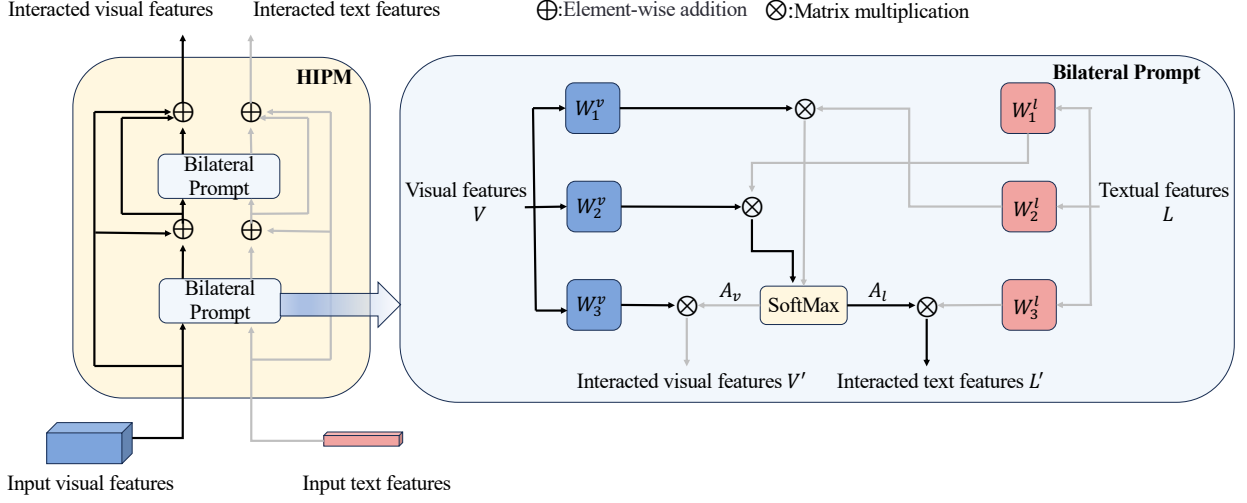 Interacted visual features
Interacted text features
⊕:Element-wise addition
⊗:Matrix multiplication
HIPM
Bilateral
Prompt
Bilateral
Prompt
Input visual features
Input text features
Bilateral Prompt
Visual features
V
W₁ᵛ
W₂ᵛ
W₃ᵛ
W₁ˡ
W₂ˡ
W₃ˡ
Textual features
L
Aᵥ
SoftMax
Aₗ
Interacted visual features V′
Interacted text features L′